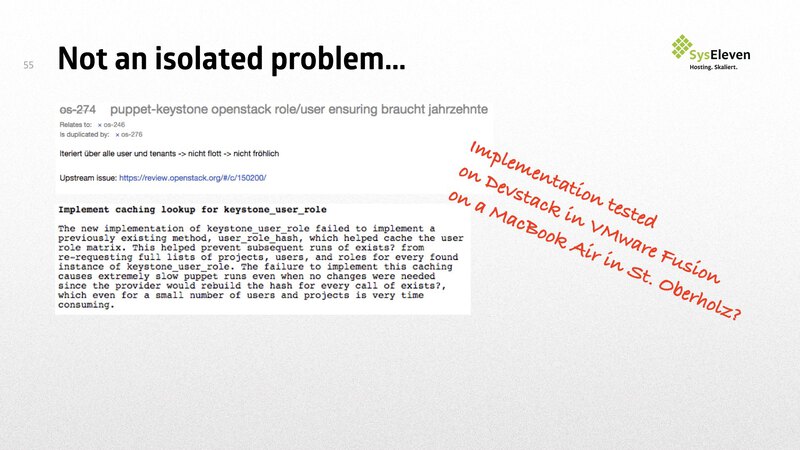 55
Not an isolated problem...
SysEleven
Hosting. Skaliert.
os-274 puppet-keystone openstack role/user ensuring braucht jahrzehnte
Relates to: × os-246
Is duplicated by: × os-276
Iteriert über alle user und tenants -> nicht flott -> nicht fröhlich
Upstream issue: https://review.openstack.org/#/c/150200/
Implement caching lookup for keystone_user_role
The new implementation of keystone_user_role failed to implement a
previously existing method, user_role_hash, which helped cache the user
role matrix. This helped prevent subsequent runs of exists? from
re-requesting full lists of projects, users, and roles for every found
instance of keystone_user_role. The failure to implement this caching
causes extremely slow puppet runs even when no changes were needed
since the provider would rebuild the hash for every call of exists?,
which even for a small number of users and projects is very time
consuming.
Implementation tested
on Devstack in VMware Fusion
on a MacBook Air in St. Oberholz?